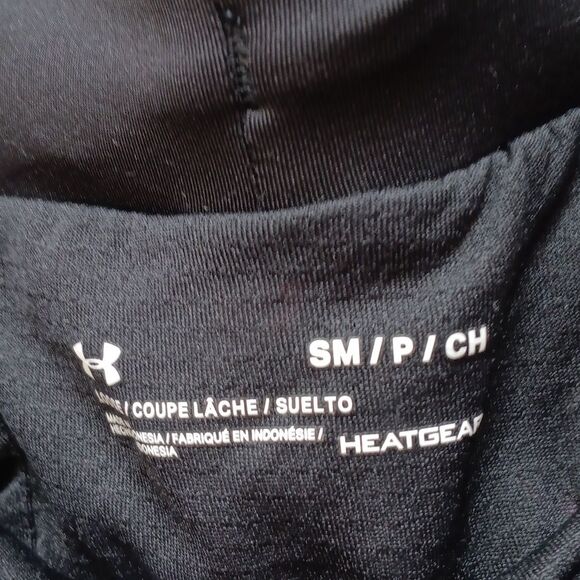 SM / P / CH
/ COUPE LÂCHE / SUELTO
/ FABRIQUÉ EN INDONÉSIE /
HEATGEAR